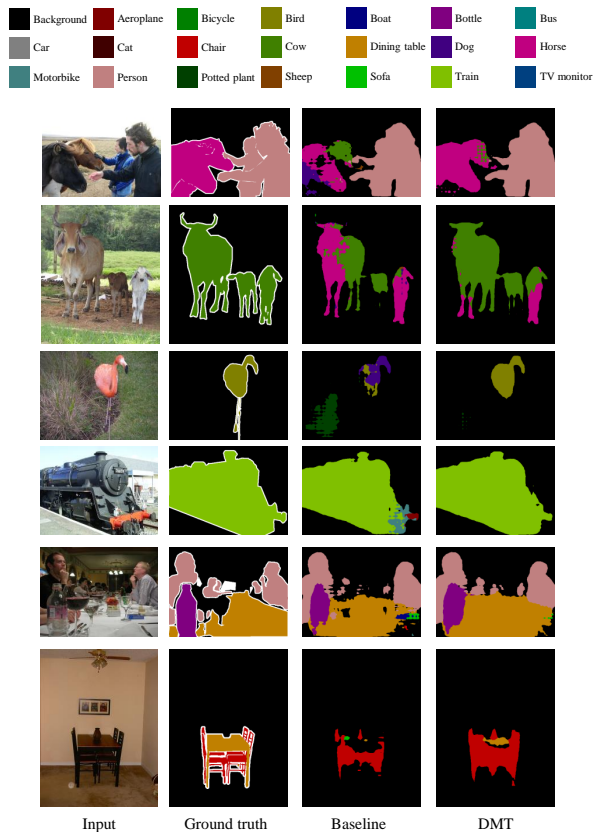 Background Aeroplane Bicycle Bird Boat Bottle Bus
Car Cat Chair Cow Dining table Dog Horse
Motorbike Person Potted plant Sheep Sofa Train TV monitor
Input Ground truth Baseline DMT